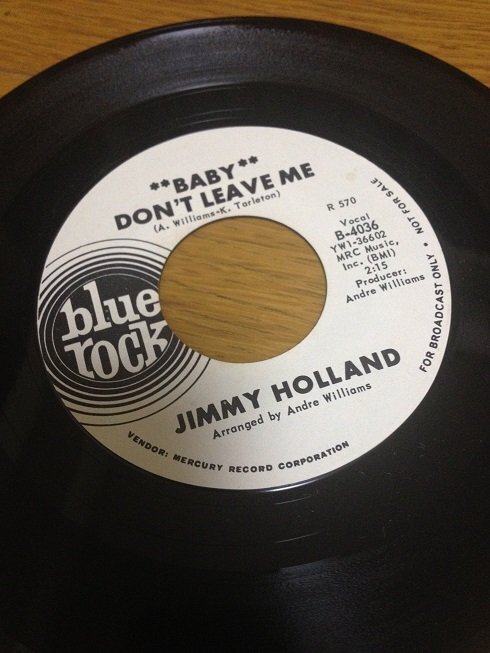 **BABY**
DON'T LEAVE ME
(A. Williams-K. Tarleton)
R 570
Vocal
B-4036
YW1-36602
MRC Music,
Inc. (BMI)
2:15
Producer:
Andre Williams
FOR BROADCAST ONLY • NOT FOR SALE
blue
rock
JIMMY HOLLAND
Arranged by Andre Williams
VENDOR: MERCURY RECORD CORPORATION